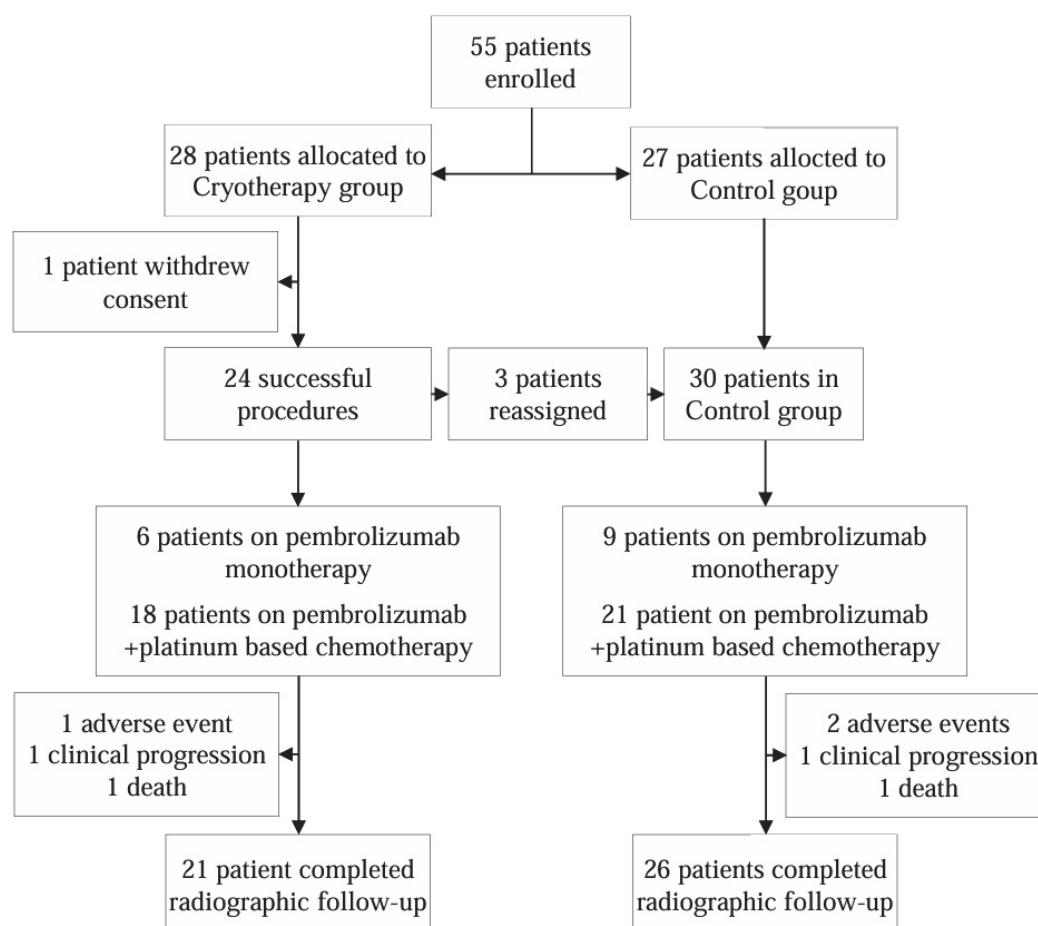 55 patients
enrolled
28 patients allocated to
Cryotherapy group
27 patients allocted to
Control goup
1 patient withdrew
consent
24 successful
procedures
3 patients
reassigned
30 patients in
Control group
6 patients on pembrolizumab
monotherapy
18 patients on pembrolizumab
+platinum based chemotherapy
9 patients on pembrolizumab
monotherapy
21 patient on pembrolizumab
+platinum based chemotherapy
1 adverse event
1 clinical progression
1 death
2 adverse events
1 clinical progression
1 death
21 patient completed
radiographic follow-up
26 patients completed
radiographic follow-up